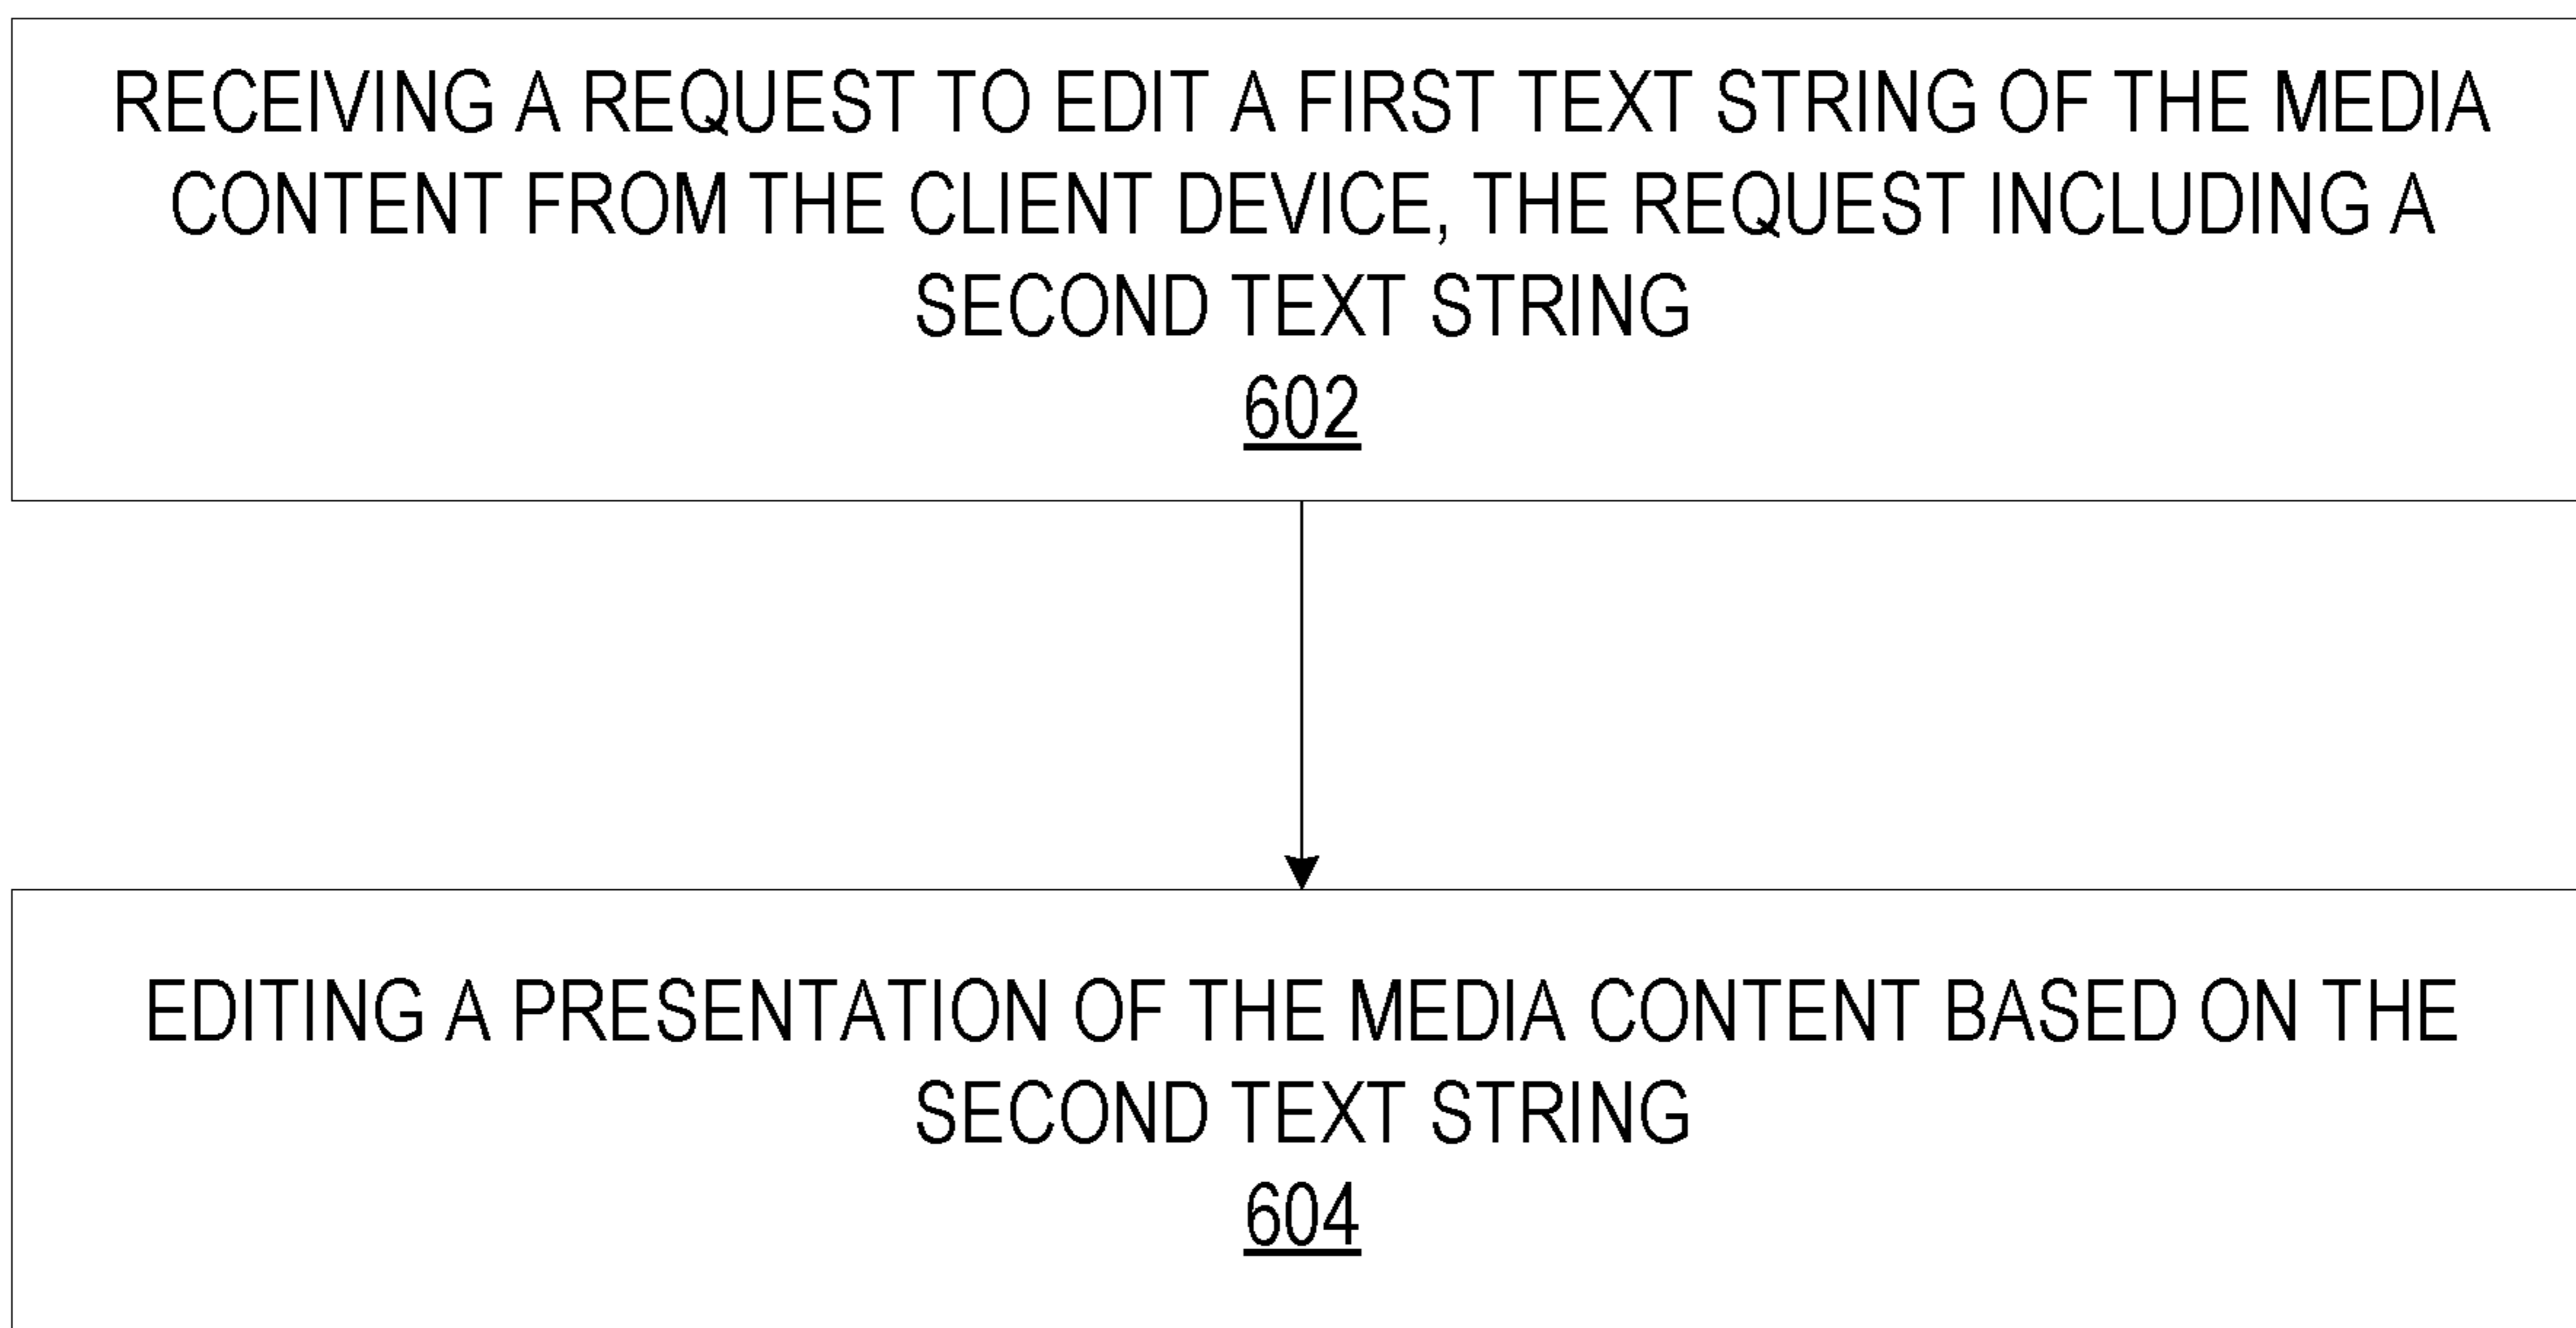 RECEIVING A REQUEST TO EDIT A FIRST TEXT STRING OF THE MEDIA
CONTENT FROM THE CLIENT DEVICE, THE REQUEST INCLUDING A
SECOND TEXT STRING
602
EDITING A PRESENTATION OF THE MEDIA CONTENT BASED ON THE
SECOND TEXT STRING
604